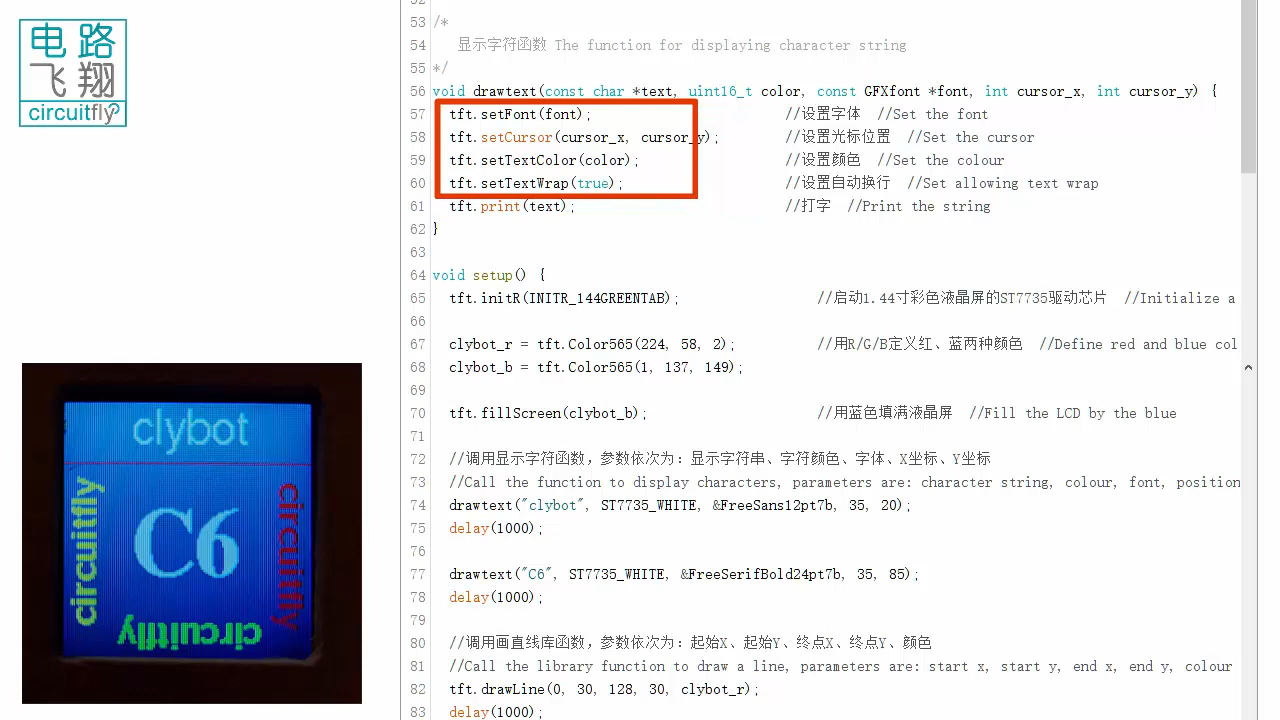 电路
飞翔
circuitfly
clybot
circuitfly
C6
circuitfly
circuitfly
53 /*
54 显示字符函数 The function for displaying character string
55 */
56 void drawtext(const char *text, uint16_t color, const GFXfont *font, int cursor_x, int cursor_y) {
57 tft.setFont(font); //设置字体 //Set the font
58 tft.setCursor(cursor_x, cursor_y); //设置光标位置 //Set the cursor
59 tft.setTextColor(color); //设置颜色 //Set the colour
60 tft.setTextWrap(true); //设置自动换行 //Set allowing text wrap
61 tft.print(text); //打字 //Print the string
62 }
63
64 void setup() {
65 tft.initR(INITR_144GREENTAB); //启动1.44寸彩色液晶屏的ST7735驱动芯片 //Initialize a
66
67 clybot_r = tft.Color565(224, 58, 2); //用R/G/B定义红、蓝两种颜色 //Define red and blue col
68 clybot_b = tft.Color565(1, 137, 149);
69
70 tft.fillScreen(clybot_b); //用蓝色填满液晶屏 //Fill the LCD by the blue
71
72 //调用显示字符函数，参数依次为：显示字符串、字符颜色、字体、X坐标、Y坐标
73 //Call the function to display characters, parameters are: character string, colour, font, position
74 drawtext("clybot", ST7735_WHITE, &FreeSans12pt7b, 35, 20);
75 delay(1000);
76
77 drawtext("C6", ST7735_WHITE, &FreeSerifBold24pt7b, 35, 85);
78 delay(1000);
79
80 //调用画直线库函数，参数依次为：起始X、起始Y、终点X、终点Y、颜色
81 //Call the library function to draw a line, parameters are: start x, start y, end x, end y, colour
82 tft.drawLine(0, 30, 128, 30, clybot_r);
83 delay(1000);